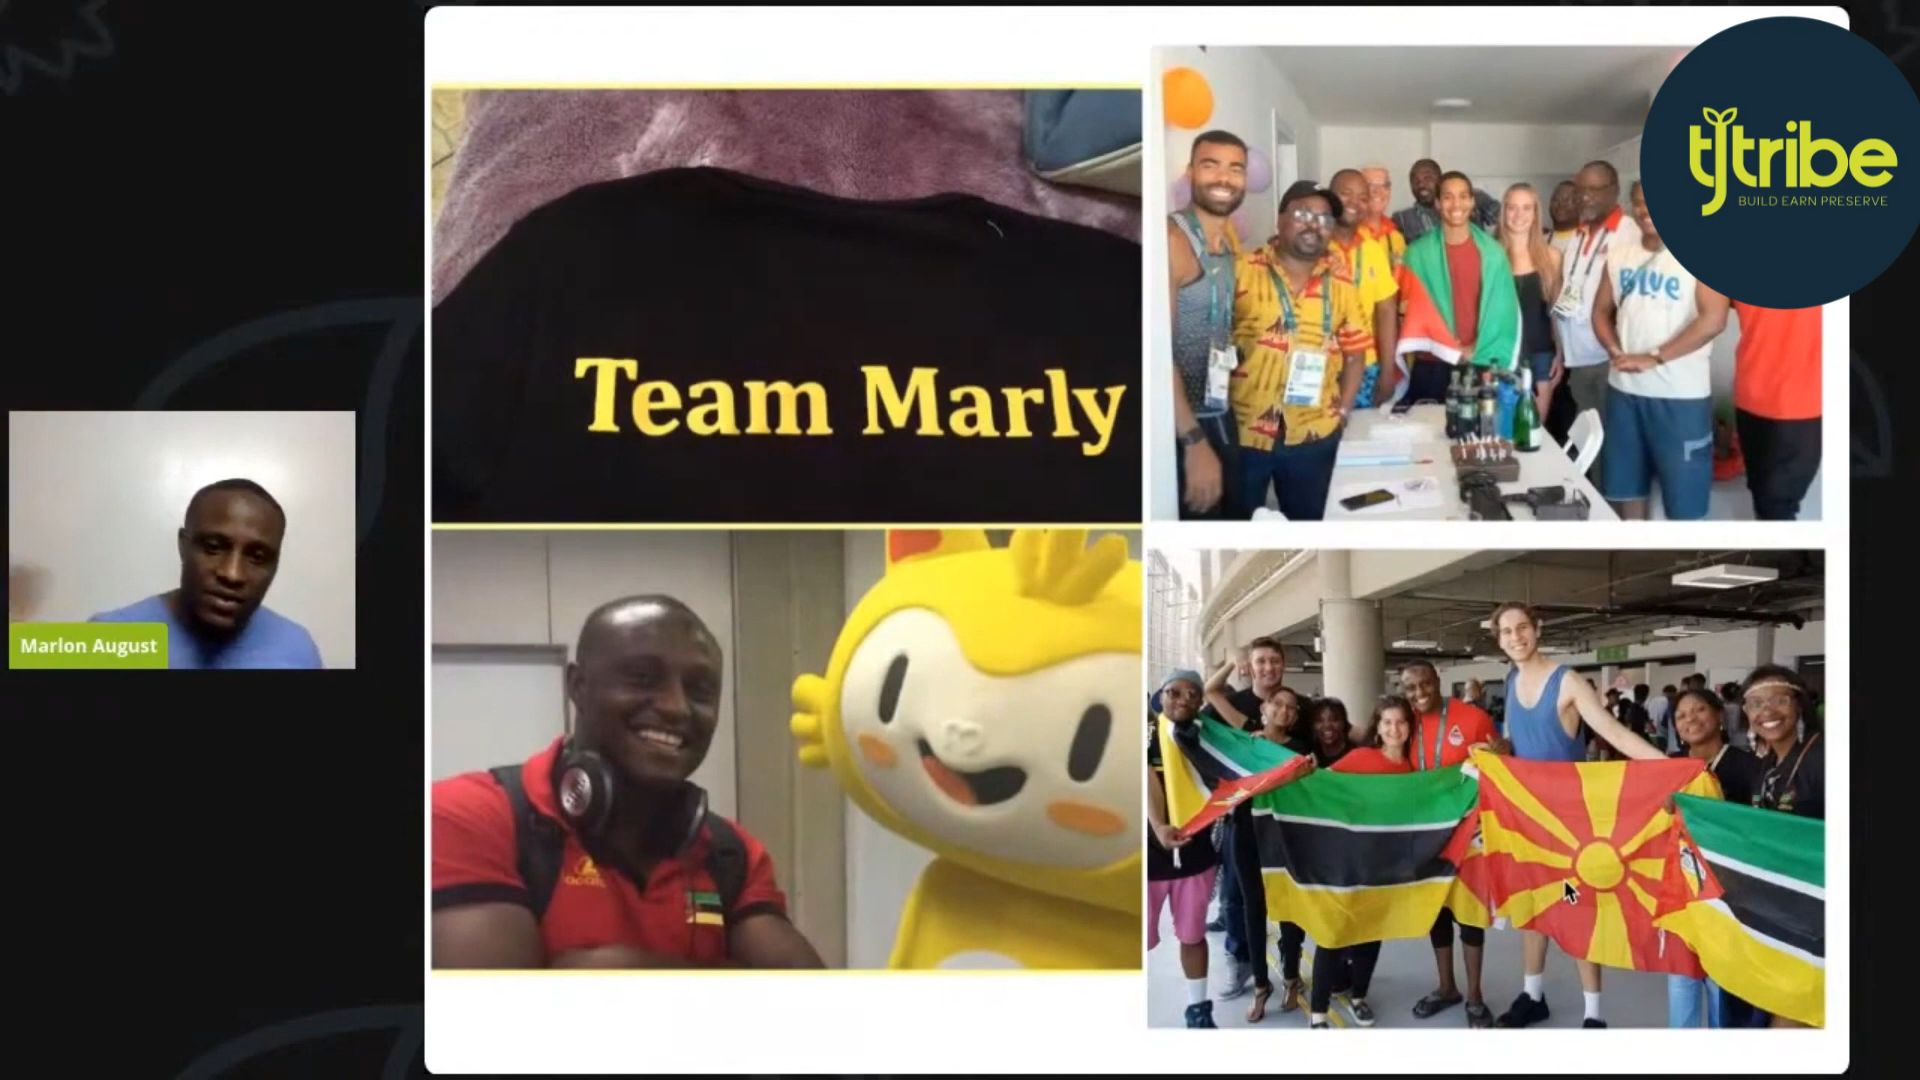 tjtribe
BUILD EARN PRESERVE
Team Marly
BLUE
Marlon August